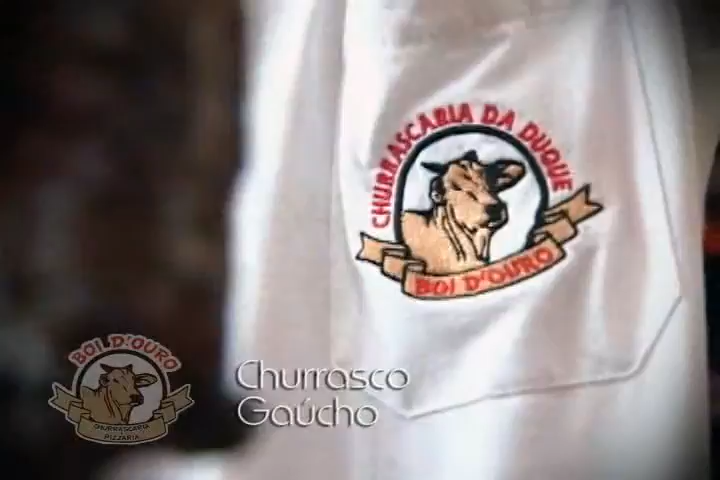 CHURRASCARIA DA DUQUE
BOI D'OURO
BOI D'OURO
CHURRASCARIA
PIZZARIA
Churrasco
Gaúcho